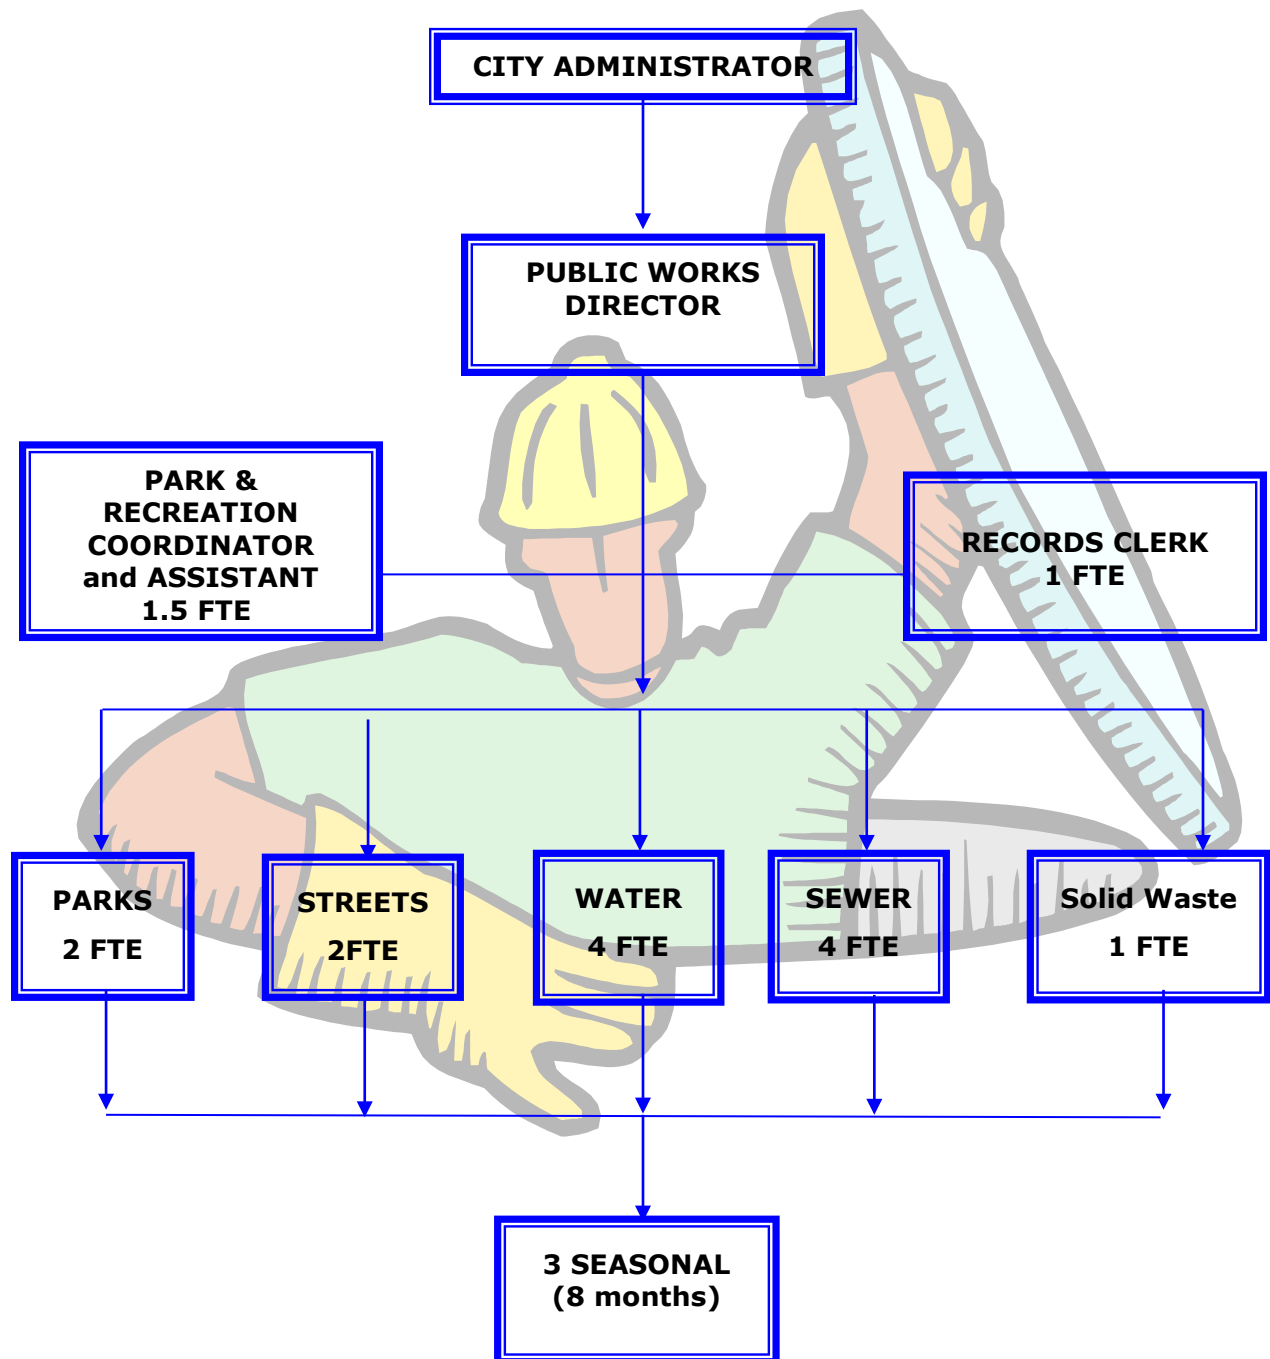 CITY ADMINISTRATOR
PUBLIC WORKS
DIRECTOR
PARK &
RECREATION
COORDINATOR
and ASSISTANT
1.5 FTE
RECORDS CLERK
1 FTE
PARKS
2 FTE
STREETS
2FTE
WATER
4 FTE
SEWER
4 FTE
Solid Waste
1 FTE
3 SEASONAL
(8 months)